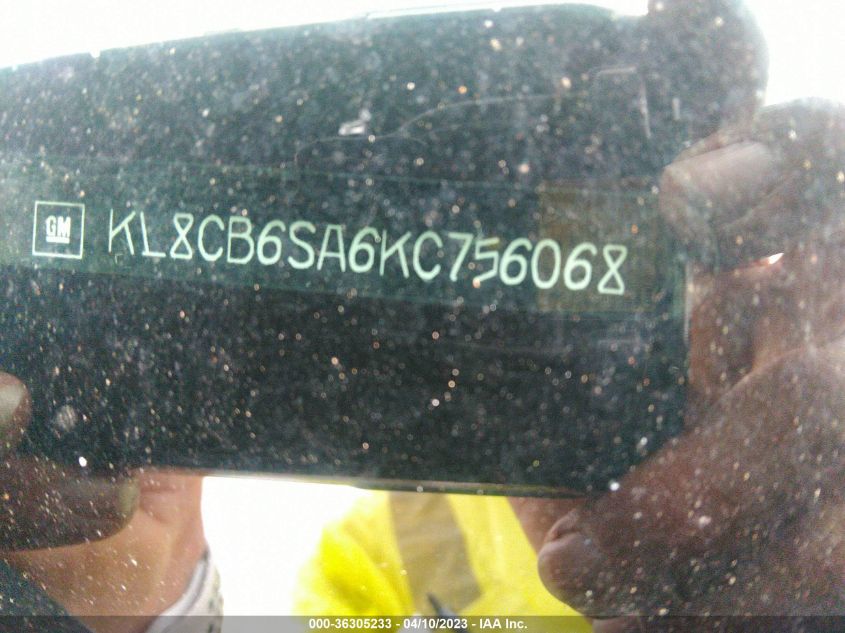 GM KL8CB6SA6KC756068
000-36305233 - 04/10/2023 - IAA Inc.